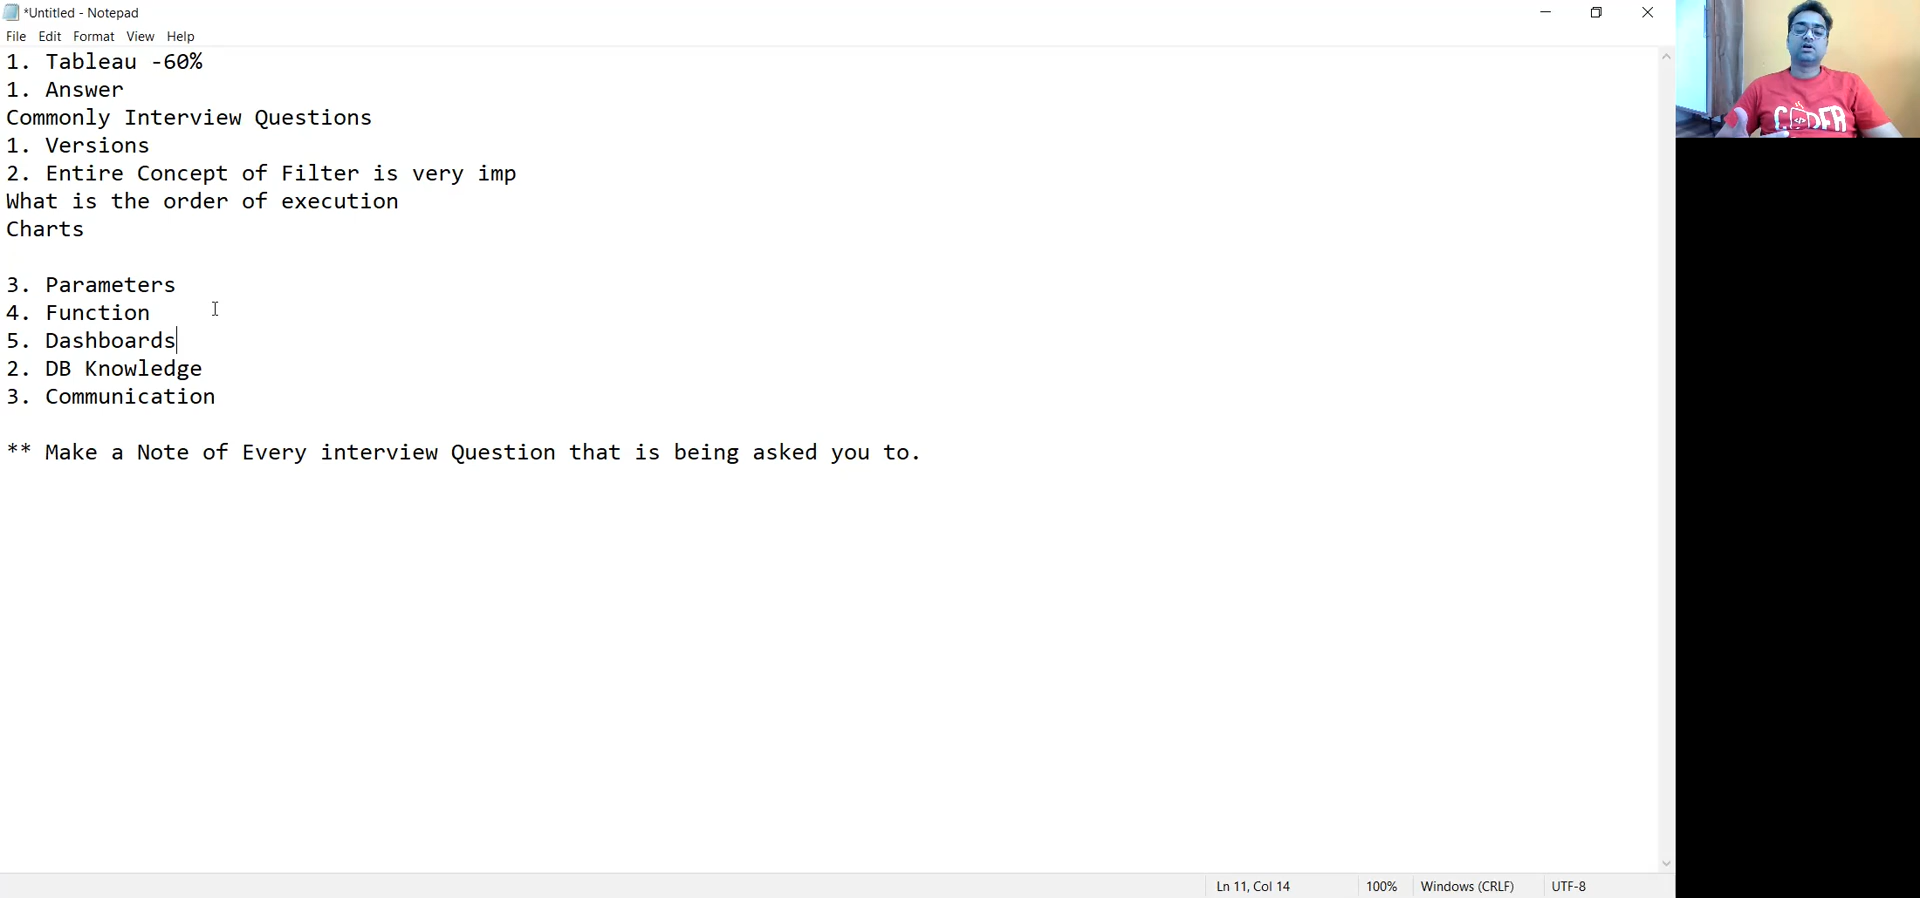 *Untitled - Notepad
File Edit Format View Help
1. Tableau -60%
1. Answer
Commonly Interview Questions
1. Versions
2. Entire Concept of Filter is very imp
What is the order of execution
Charts
3. Parameters
4. Function
5. Dashboards
2. DB Knowledge
3. Communication
** Make a Note of Every interview Question that is being asked you to.
Ln 11, Col 14
100%
Windows (CRLF)
UTF-8
CODER